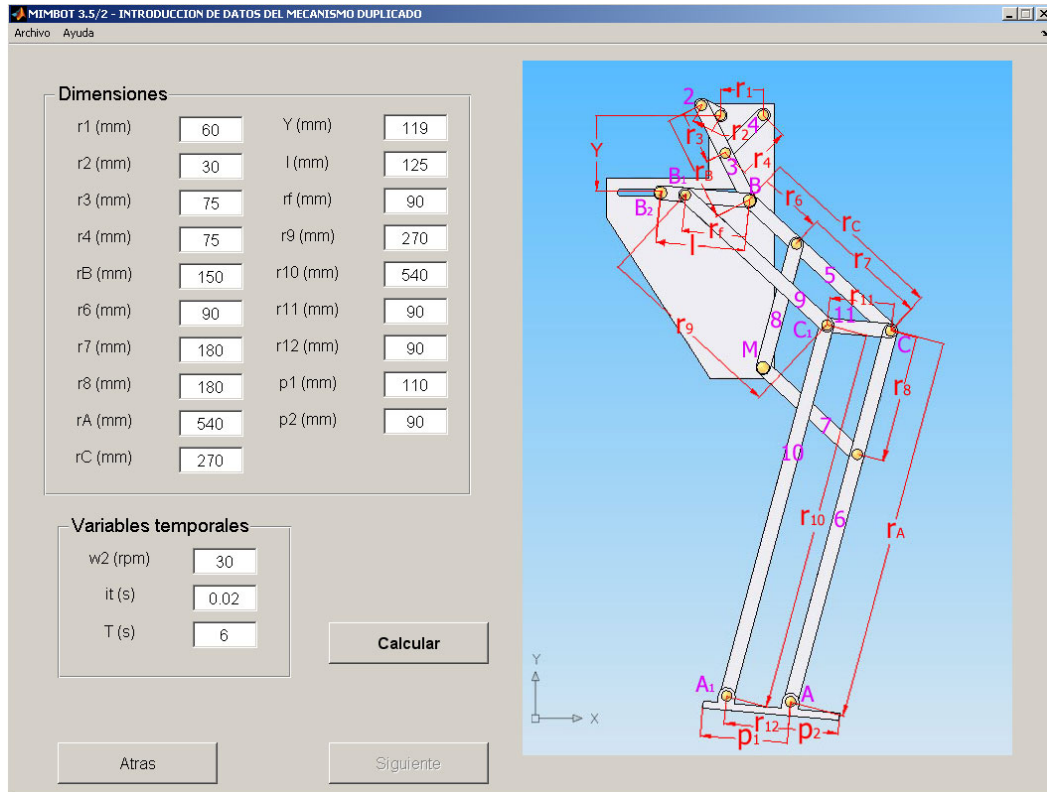 MIMBOT 3.5/2 - INTRODUCCION DE DATOS DEL MECANISMO DUPLICADO
Archivo Ayuda
Dimensiones
r1 (mm) 60 Y (mm) 119
r2 (mm) 30 l (mm) 125
r3 (mm) 75 rf (mm) 90
r4 (mm) 75 r9 (mm) 270
rB (mm) 150 r10 (mm) 540
r6 (mm) 90 r11 (mm) 90
r7 (mm) 180 r12 (mm) 90
r8 (mm) 180 p1 (mm) 110
rA (mm) 540 p2 (mm) 90
rC (mm) 270
Variables temporales
w2 (rpm) 30
it (s) 0.02
T (s) 6
Calcular
Atras
Siguiente
2
r1
4
r2
r3
Y
3
r4
rB
B1
B
B2
r6
rC
rf
l
r7
5
9
r11
8
11
C1
C
r9
M
r8
7
10
r10
6
rA
Y
X
A1
A
r12
p1
p2